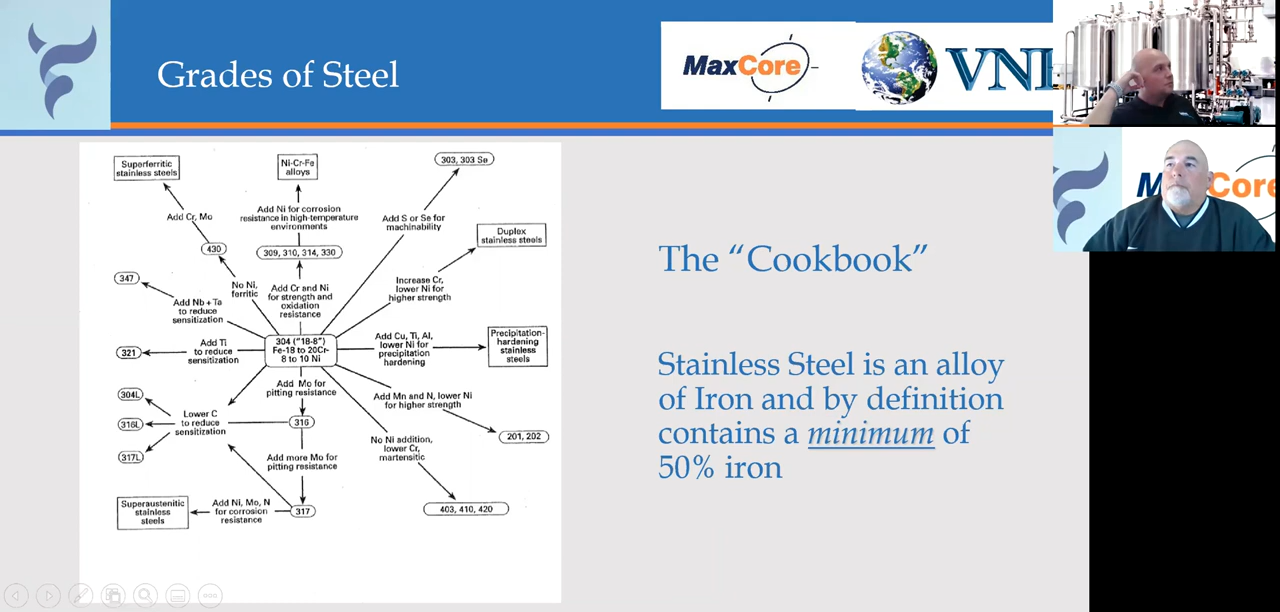 Grades of Steel
MaxCore
VNE
Superferritic
stainless steels
Ni-Cr-Fe
alloys
303, 303 Se
Add Cr, Mo
Add Ni for corrosion
resistance in high-temperature
environments
Add S or Se for
machinability
Duplex
stainless steels
430
309, 310, 314, 330
347
No Ni,
ferritic
Add Cr and Ni
for strength and
oxidation
resistance
Increase Cr,
lower Ni for
higher strength
Add Nb + Ta
to reduce
sensitization
321
Add Ti
to reduce
sensitization
304 ("18-8")
Fe-18 to 20Cr-
8 to 10 Ni
Add Cu, Ti, Al,
lower Ni for
precipitation
hardening
Precipitation-
hardening
stainless
steels
304L
316L
317L
Lower C
to reduce
sensitization
Add Mo for
pitting resistance
316
Add Mn and N, lower Ni
for higher strength
201, 202
Add more Mo for
pitting resistance
No Ni addition,
lower Cr,
martensitic
403, 410, 420
Superaustenitic
stainless
steels
Add Ni, Mo, N
for corrosion
resistance
317
The “Cookbook”
Stainless Steel is an alloy
of Iron and by definition
contains a minimum of
50% iron
M
Core